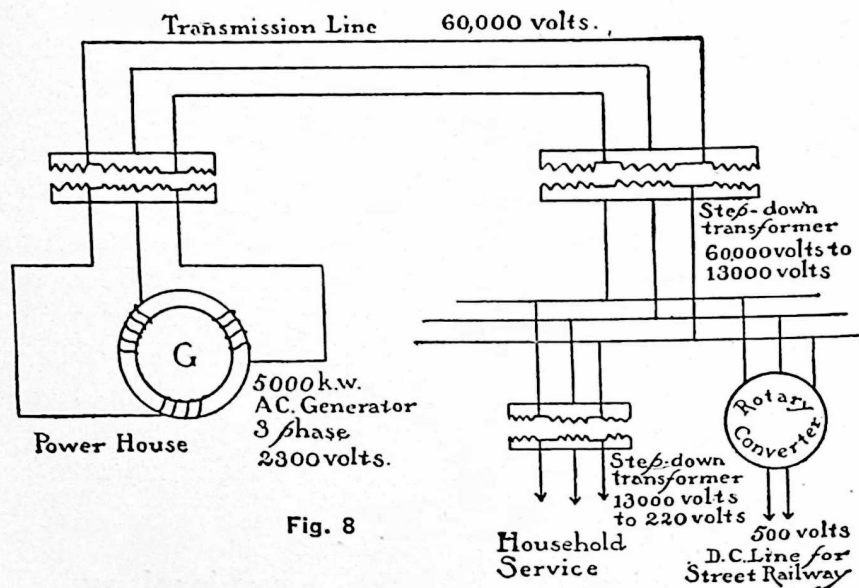 Transmission Line 60,000 volts.
Step-down
transformer
60,000 volts to
13000 volts
G
5000 k.w.
A.C. Generator
3 phase
2300 volts.
Power House
Rotary
Converter
Step-down
transformer
13000 volts
to 220 volts
Fig. 8
Household
Service
500 volts
D.C. Line for
Street Railway